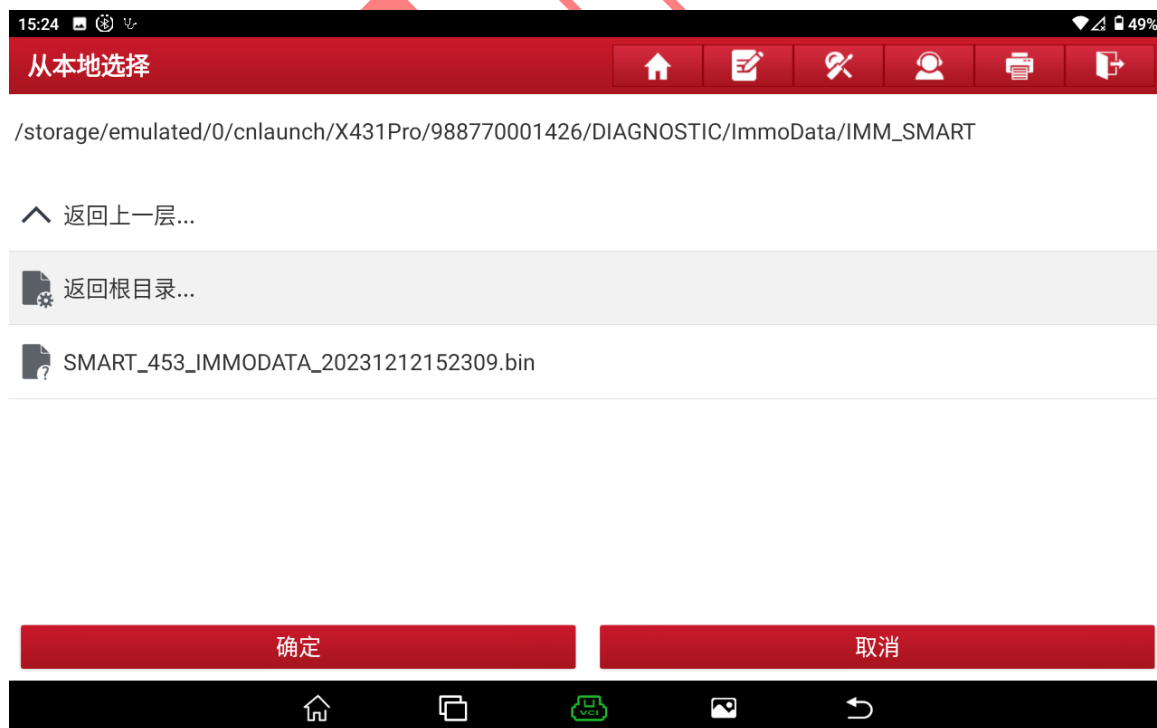 15:24
49%
从本地选择
/storage/emulated/0/cnlaunch/X431Pro/988770001426/DIAGNOSTIC/ImmoData/IMM_SMART
返回上一层...
返回根目录...
SMART_453_IMMODATA_20231212152309.bin
确定
取消
VCI